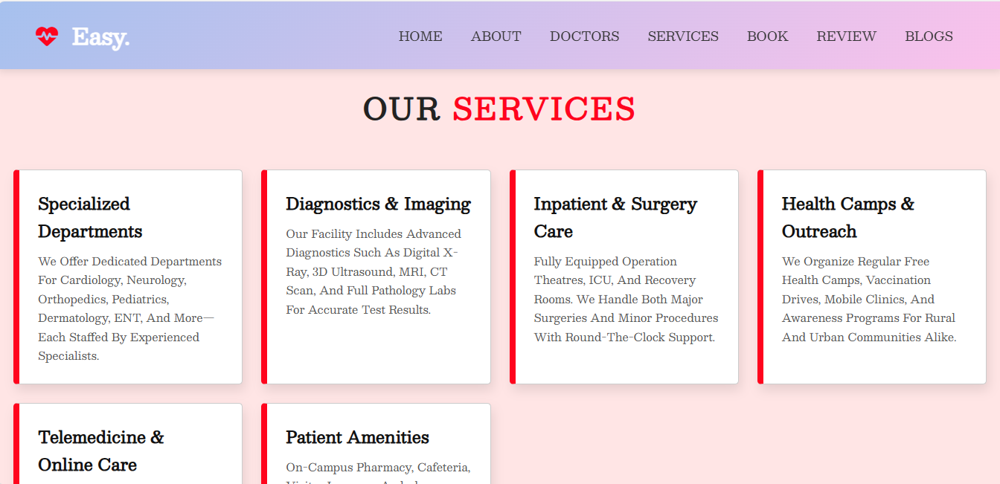 Easy.
HOME ABOUT DOCTORS SERVICES BOOK REVIEW BLOGS
OUR SERVICES
Specialized
Departments
We Offer Dedicated Departments
For Cardiology, Neurology,
Orthopedics, Pediatrics,
Dermatology, ENT, And More—
Each Staffed By Experienced
Specialists.
Diagnostics & Imaging
Our Facility Includes Advanced
Diagnostics Such As Digital X-
Ray, 3D Ultrasound, MRI, CT
Scan, And Full Pathology Labs
For Accurate Test Results.
Inpatient & Surgery
Care
Fully Equipped Operation
Theatres, ICU, And Recovery
Rooms. We Handle Both Major
Surgeries And Minor Procedures
With Round-The-Clock Support.
Health Camps &
Outreach
We Organize Regular Free
Health Camps, Vaccination
Drives, Mobile Clinics, And
Awareness Programs For Rural
And Urban Communities Alike.
Telemedicine &
Online Care
Patient Amenities
On-Campus Pharmacy, Cafeteria,